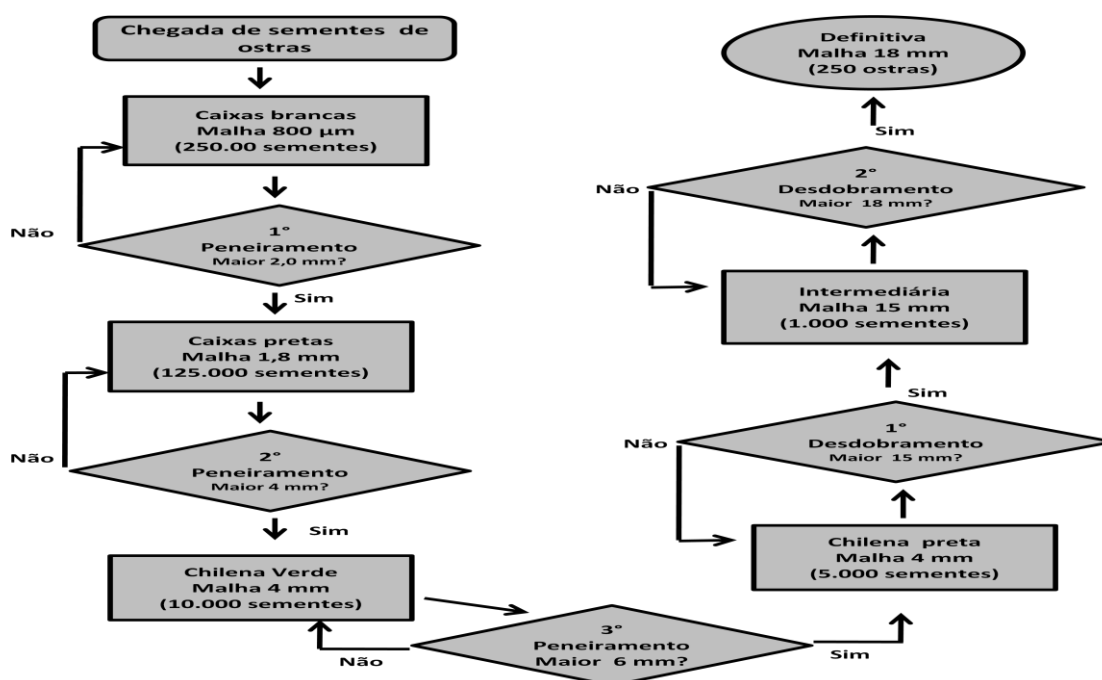 Chegada de sementes de
ostras
Caixas brancas
Malha 800 µm
(250.00 sementes)
Não
1°
Peneiramento
Maior 2,0 mm?
Sim
Caixas pretas
Malha 1,8 mm
(125.000 sementes)
Não
2°
Peneiramento
Maior 4 mm?
Sim
Chilena Verde
Malha 4 mm
(10.000 sementes)
Não
3°
Peneiramento
Maior 6 mm?
Sim
Chilena preta
Malha 4 mm
(5.000 sementes)
Não
1°
Desdobramento
Maior 15 mm?
Sim
Intermediária
Malha 15 mm
(1.000 sementes)
Não
2°
Desdobramento
Maior 18 mm?
Sim
Definitiva
Malha 18 mm
(250 ostras)